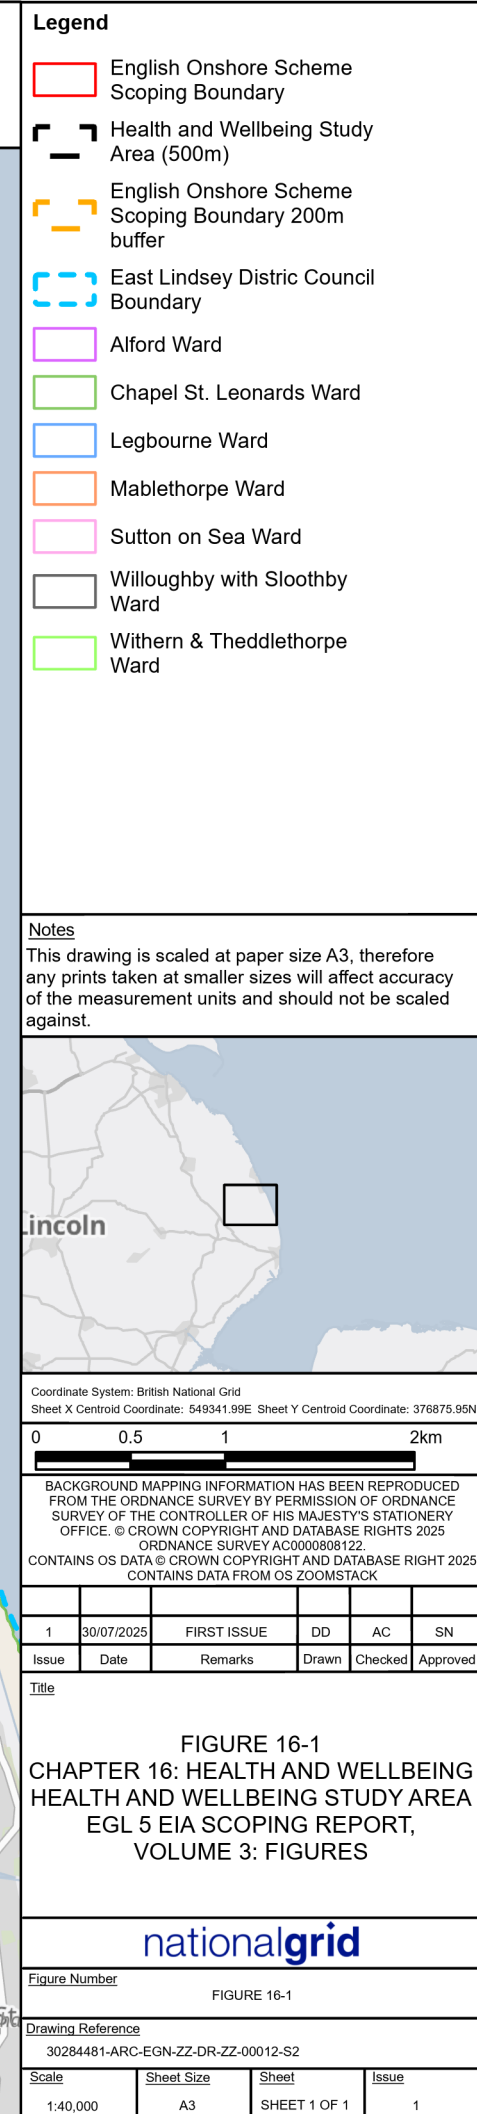 Legend
English Onshore Scheme
Scoping Boundary
Health and Wellbeing Study
Area (500m)
English Onshore Scheme
Scoping Boundary 200m
buffer
East Lindsey Distric Council
Boundary
Alford Ward
Chapel St. Leonards Ward
Legbourne Ward
Mablethorpe Ward
Sutton on Sea Ward
Willoughby with Sloothby
Ward
Withern & Theddlethorpe
Ward
Notes
This drawing is scaled at paper size A3, therefore
any prints taken at smaller sizes will affect accuracy
of the measurement units and should not be scaled
against.
Lincoln
Coordinate System: British National Grid
Sheet X Centroid Coordinate: 549341.99E Sheet Y Centroid Coordinate: 376875.95N
0 0.5 1 2km
BACKGROUND MAPPING INFORMATION HAS BEEN REPRODUCED
FROM THE ORDNANCE SURVEY BY PERMISSION OF ORDNANCE
SURVEY OF THE CONTROLLER OF HIS MAJESTY'S STATIONERY
OFFICE. © CROWN COPYRIGHT AND DATABASE RIGHTS 2025
ORDNANCE SURVEY AC0000808122.
CONTAINS OS DATA © CROWN COPYRIGHT AND DATABASE RIGHT 2025
CONTAINS DATA FROM OS ZOOMSTACK
1 30/07/2025 FIRST ISSUE DD AC SN
Issue Date Remarks Drawn Checked Approved
Title
FIGURE 16-1
CHAPTER 16: HEALTH AND WELLBEING
HEALTH AND WELLBEING STUDY AREA
EGL 5 EIA SCOPING REPORT,
VOLUME 3: FIGURES
nationalgrid
Figure Number
FIGURE 16-1
Drawing Reference
30284481-ARC-EGN-ZZ-DR-ZZ-00012-S2
Scale Sheet Size Sheet Issue
1:40,000 A3 SHEET 1 OF 1 1